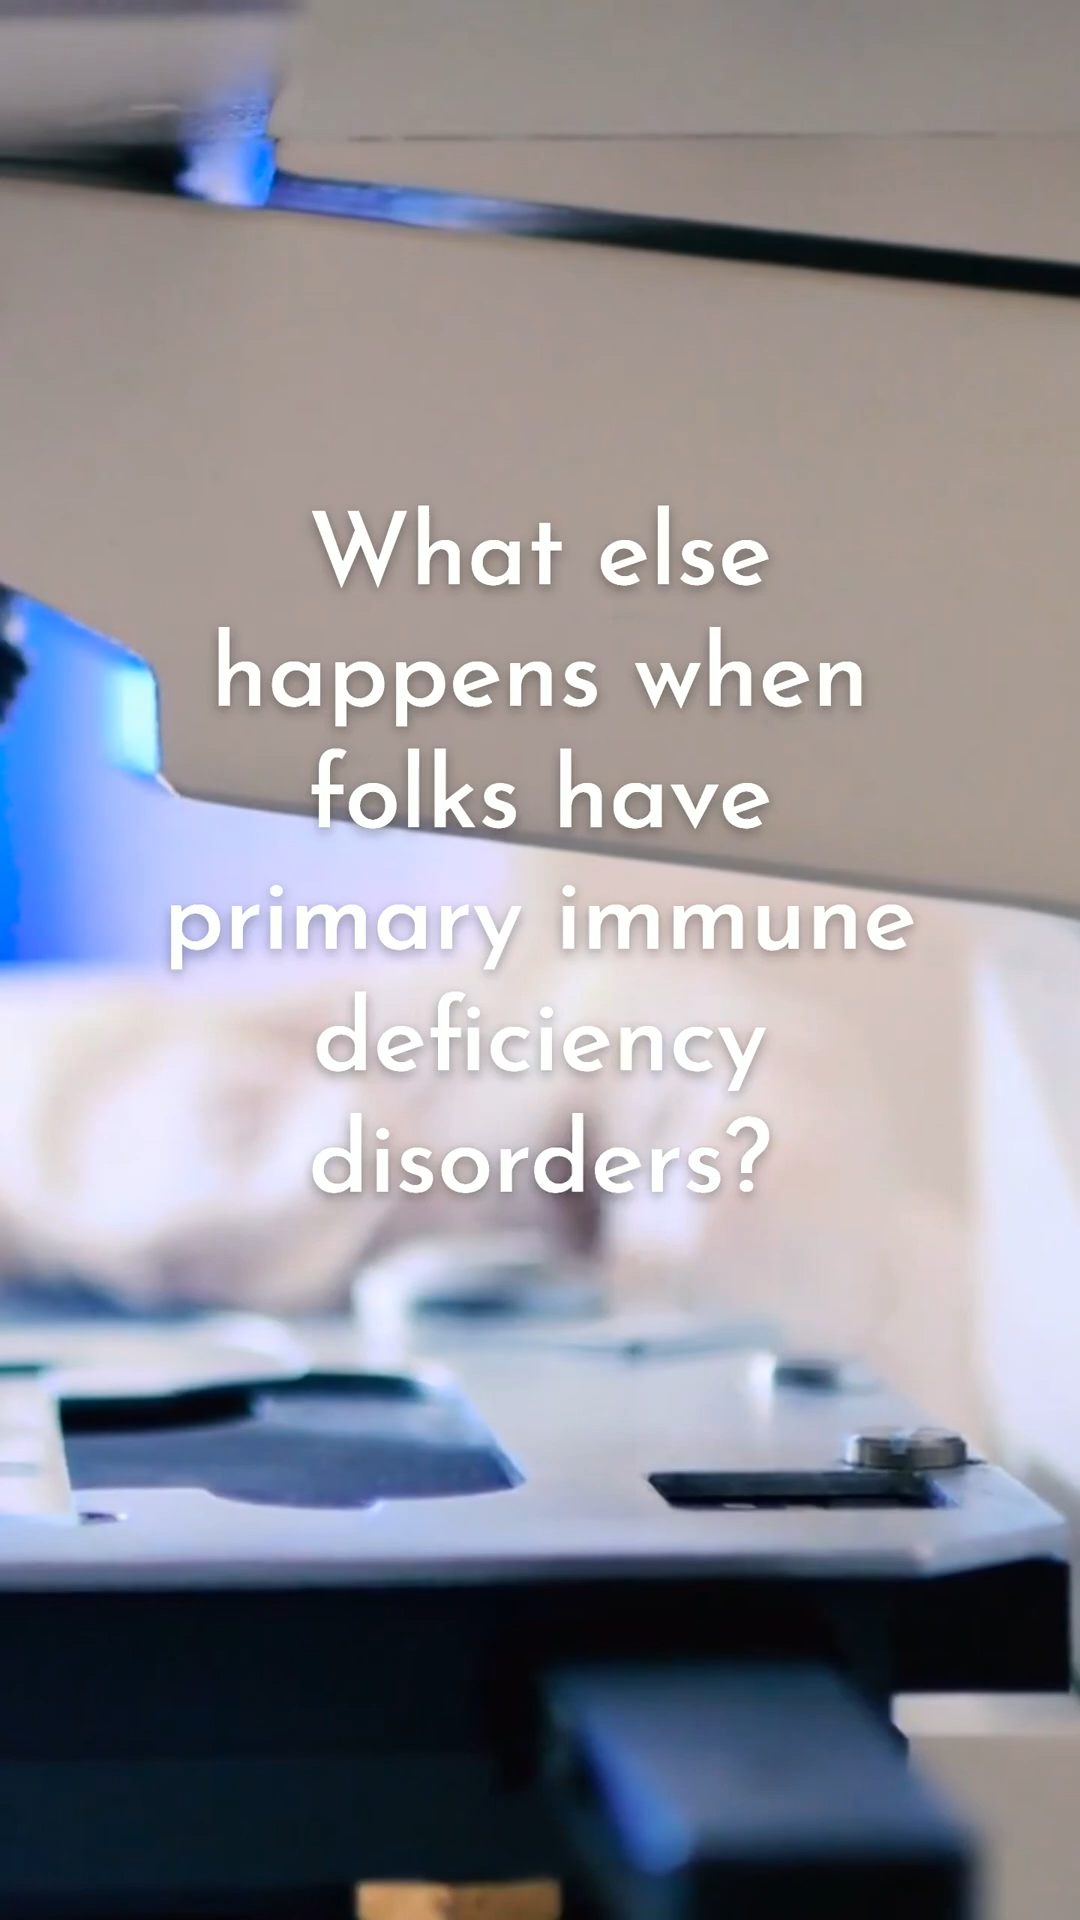 What else
happens when
folks have
primary immune
deficiency
disorders?